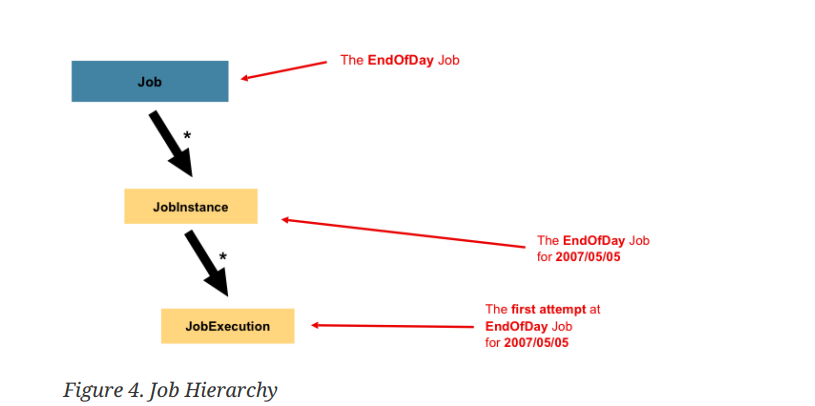 The EndOfDay Job
Job
*
JobInstance
*
The EndOfDay Job
for 2007/05/05
The first attempt at
EndOfDay Job
for 2007/05/05
JobExecution
Figure 4. Job Hierarchy